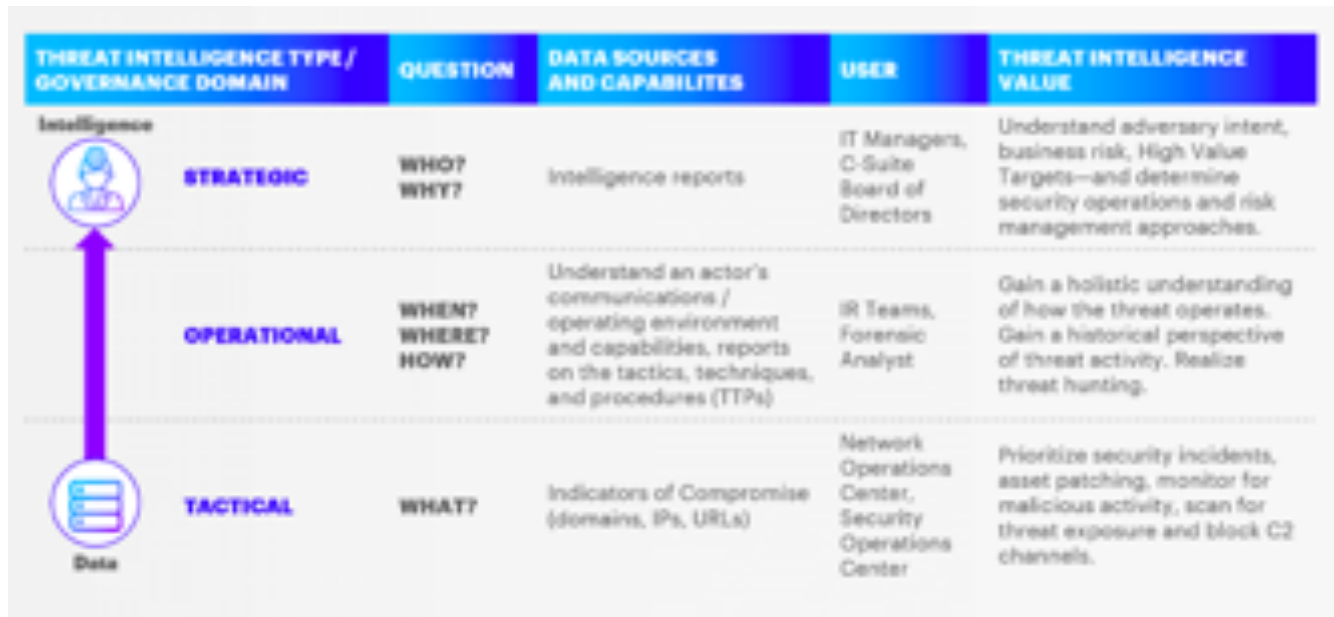 THREAT INTELLIGENCE TYPE /
GOVERNANCE DOMAIN
QUESTION
DATA SOURCES
AND CAPABILITES
USER
THREAT INTELLIGENCE
VALUE
Intelligence
STRATEGIC
WHO?
WHY?
Intelligence reports
IT Managers,
C-Suite
Board of
Directors
Understand adversary intent,
business risk, High Value
Targets—and determine
security operations and risk
management approaches.
OPERATIONAL
WHEN?
WHERE?
HOW?
Understand an actor's
communications /
operating environment
and capabilities, reports
on the tactics, techniques,
and procedures (TTPs)
IR Teams,
Forensic
Analyst
Gain a holistic understanding
of how the threat operates.
Gain a historical perspective
of threat activity. Realize
threat hunting.
TACTICAL
WHAT?
Indicators of Compromise
(domains, IPs, URLs)
Network
Operations
Center,
Security
Operations
Center
Prioritize security incidents,
asset patching, monitor for
malicious activity, scan for
threat exposure and block C2
channels.
Data